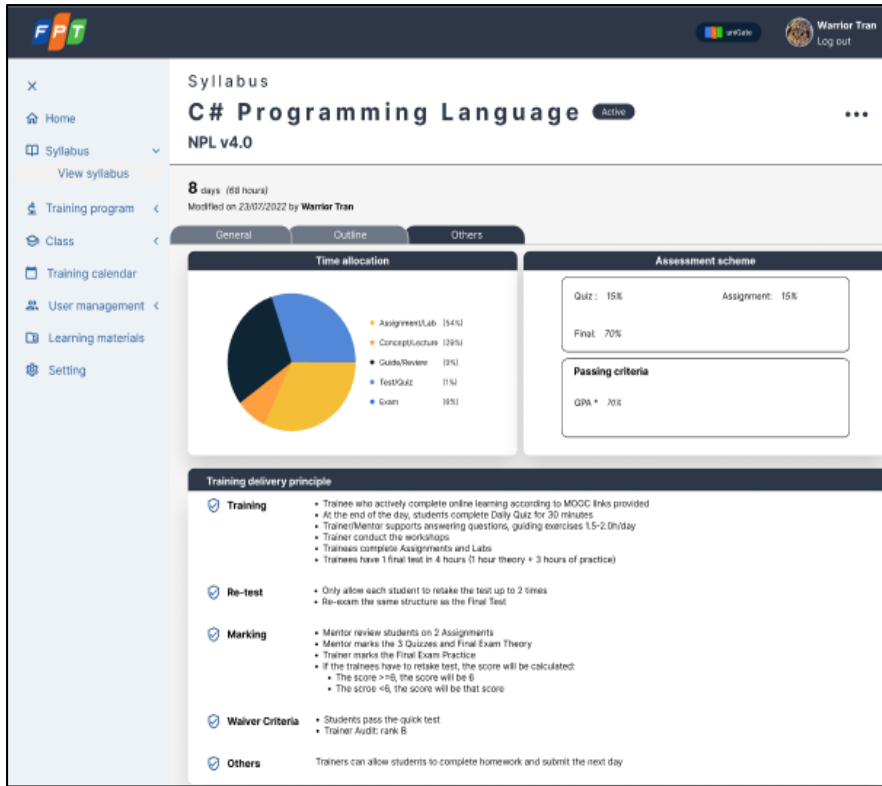 FPT
uniGate
Warrior Tran
Log out
Home
Syllabus
View syllabus
Training program
Class
Training calendar
User management
Learning materials
Setting
Syllabus
C# Programming Language Active
NPL v4.0
8 days (68 hours)
Modified on 23/07/2022 by Warrior Tran
General Outline Others
Time allocation
Assignment/Lab (54%)
Concept/Lecture (29%)
Guide/Review (9%)
Test/Quiz (1%)
Exam (6%)
Assessment scheme
Quiz : 15% Assignment: 15%
Final: 70%
Passing criteria
GPA * 70%
Training delivery principle
Training
• Trainee who actively complete online learning according to MOOC links provided
• At the end of the day, students complete Daily Quiz for 30 minutes
• Trainer/Mentor supports answering questions, guiding exercises 1.5-2.0h/day
• Trainer conduct the workshops
• Trainees complete Assignments and Labs
• Trainees have 1 final test in 4 hours (1 hour theory + 3 hours of practice)
Re-test
• Only allow each student to retake the test up to 2 times
• Re-exam the same structure as the Final Test
Marking
• Mentor review students on 2 Assignments
• Mentor marks the 3 Quizzes and Final Exam Theory
• Trainer marks the Final Exam Practice
• If the trainees have to retake test, the score will be calculated:
• The score >=6, the score will be 6
• The scroe <6, the score will be that score
Waiver Criteria
• Students pass the quick test
• Trainer Audit: rank B
Others
Trainers can allow students to complete homework and submit the next day